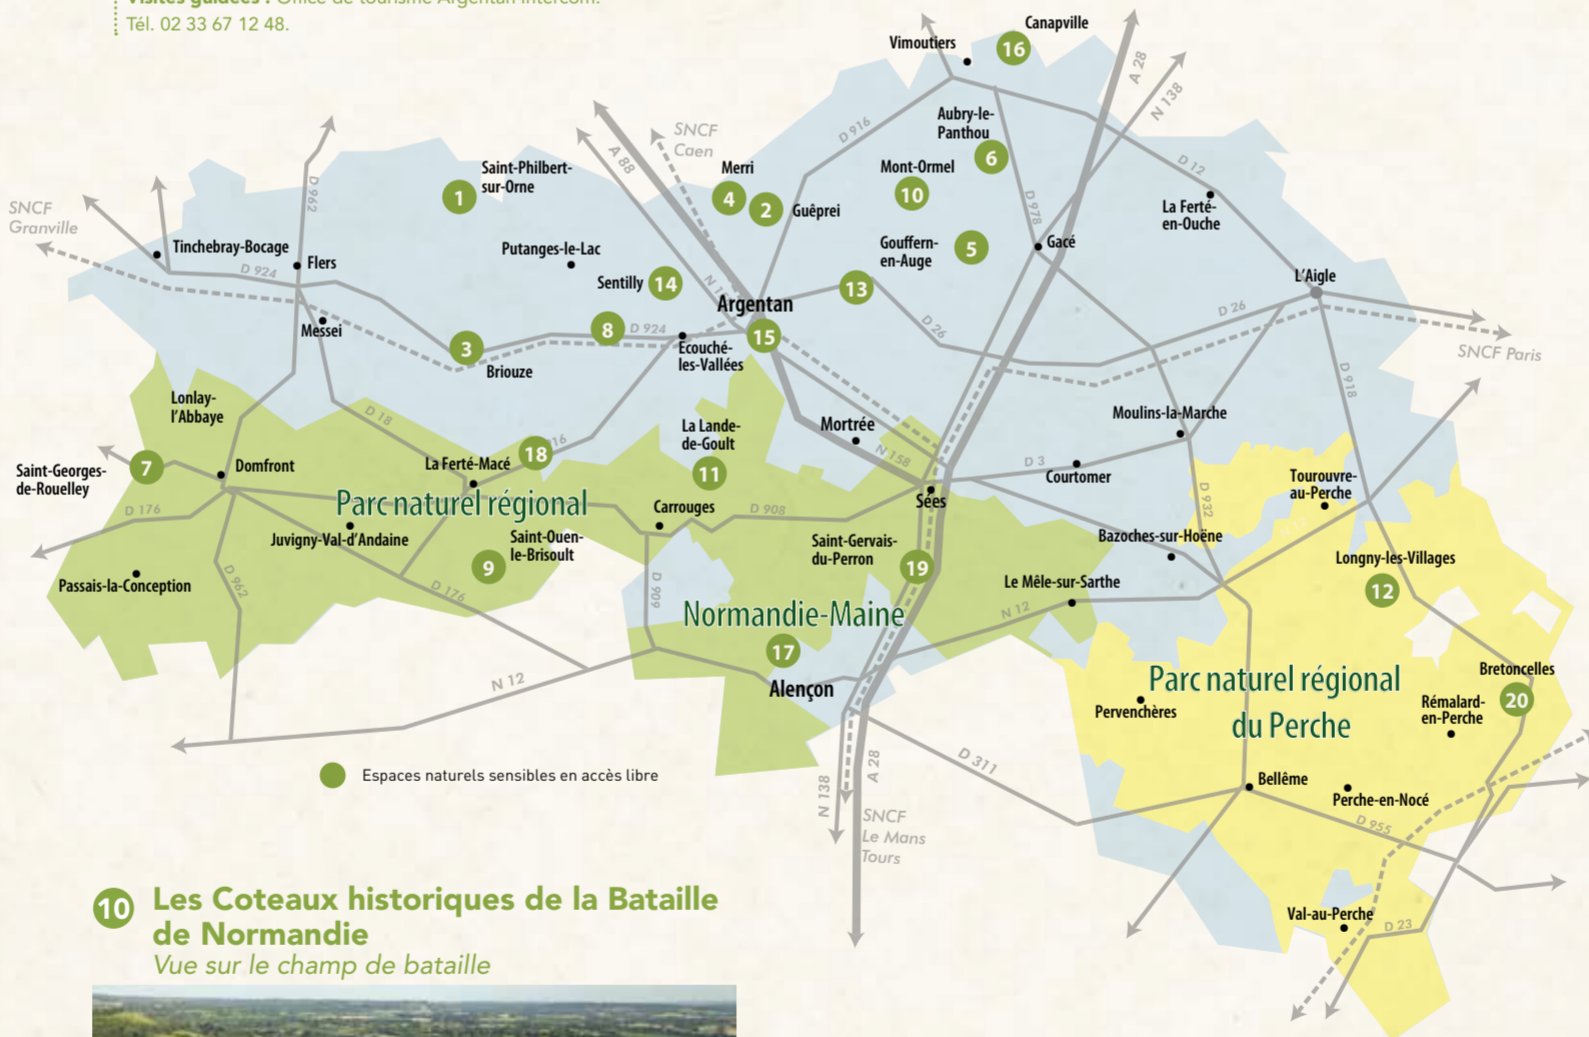 Visites guidées : Office de tourisme Argentan Intercom.
Tél. 02 33 67 12 48.
Canapville
Vimoutiers
16
A 28
N 138
Aubry-le-
Panthou
6
D 916
SNCF
Caen
A 88
Merri
4
2
Guêprei
Mont-Ormel
10
D 12
Saint-Philbert-
sur-Orne
1
D 962
D 978
La Ferté-
en-Ouche
SNCF
Granville
Tinchebray-Bocage
D 924
Flers
Putanges-le-Lac
Sentilly
14
Gouffern-
en-Auge
5
Gacé
13
L'Aigle
Argentan
15
D 26
D 26
SNCF Paris
Messei
3
Briouze
8
D 924
Ecouché-
les-Vallées
D 918
Lonlay-
l'Abbaye
D 18
La Lande-
de-Goult
11
Mortrée
N 158
Moulins-la-Marche
Saint-Georges-
de-Rouelley
7
Domfront
La Ferté-Macé
18
D 3
Courtomer
Tourouvre-
au-Perche
Parc naturel régional
D 176
Juvigny-Val-d'Andaine
Carrouges
D 908
Sées
D 932
Saint-Ouen-
le-Brisoult
9
Saint-Gervais-
du-Perron
19
Bazoches-sur-Hoëne
Longny-les-Villages
12
Passais-la-Conception
D 962
D 176
D 909
Le Mêle-sur-Sarthe
N 12
Normandie-Maine
17
Alençon
N 12
Parc naturel régional
du Perche
Pervenchères
Bretoncelles
20
Rémalard-
en-Perche
Espaces naturels sensibles en accès libre
N 138
A 28
D 311
Bellême
Perche-en-Nocé
D 955
SNCF
Le Mans
Tours
Val-au-Perche
D 23
10 Les Coteaux historiques de la Bataille
de Normandie
Vue sur le champ de bataille